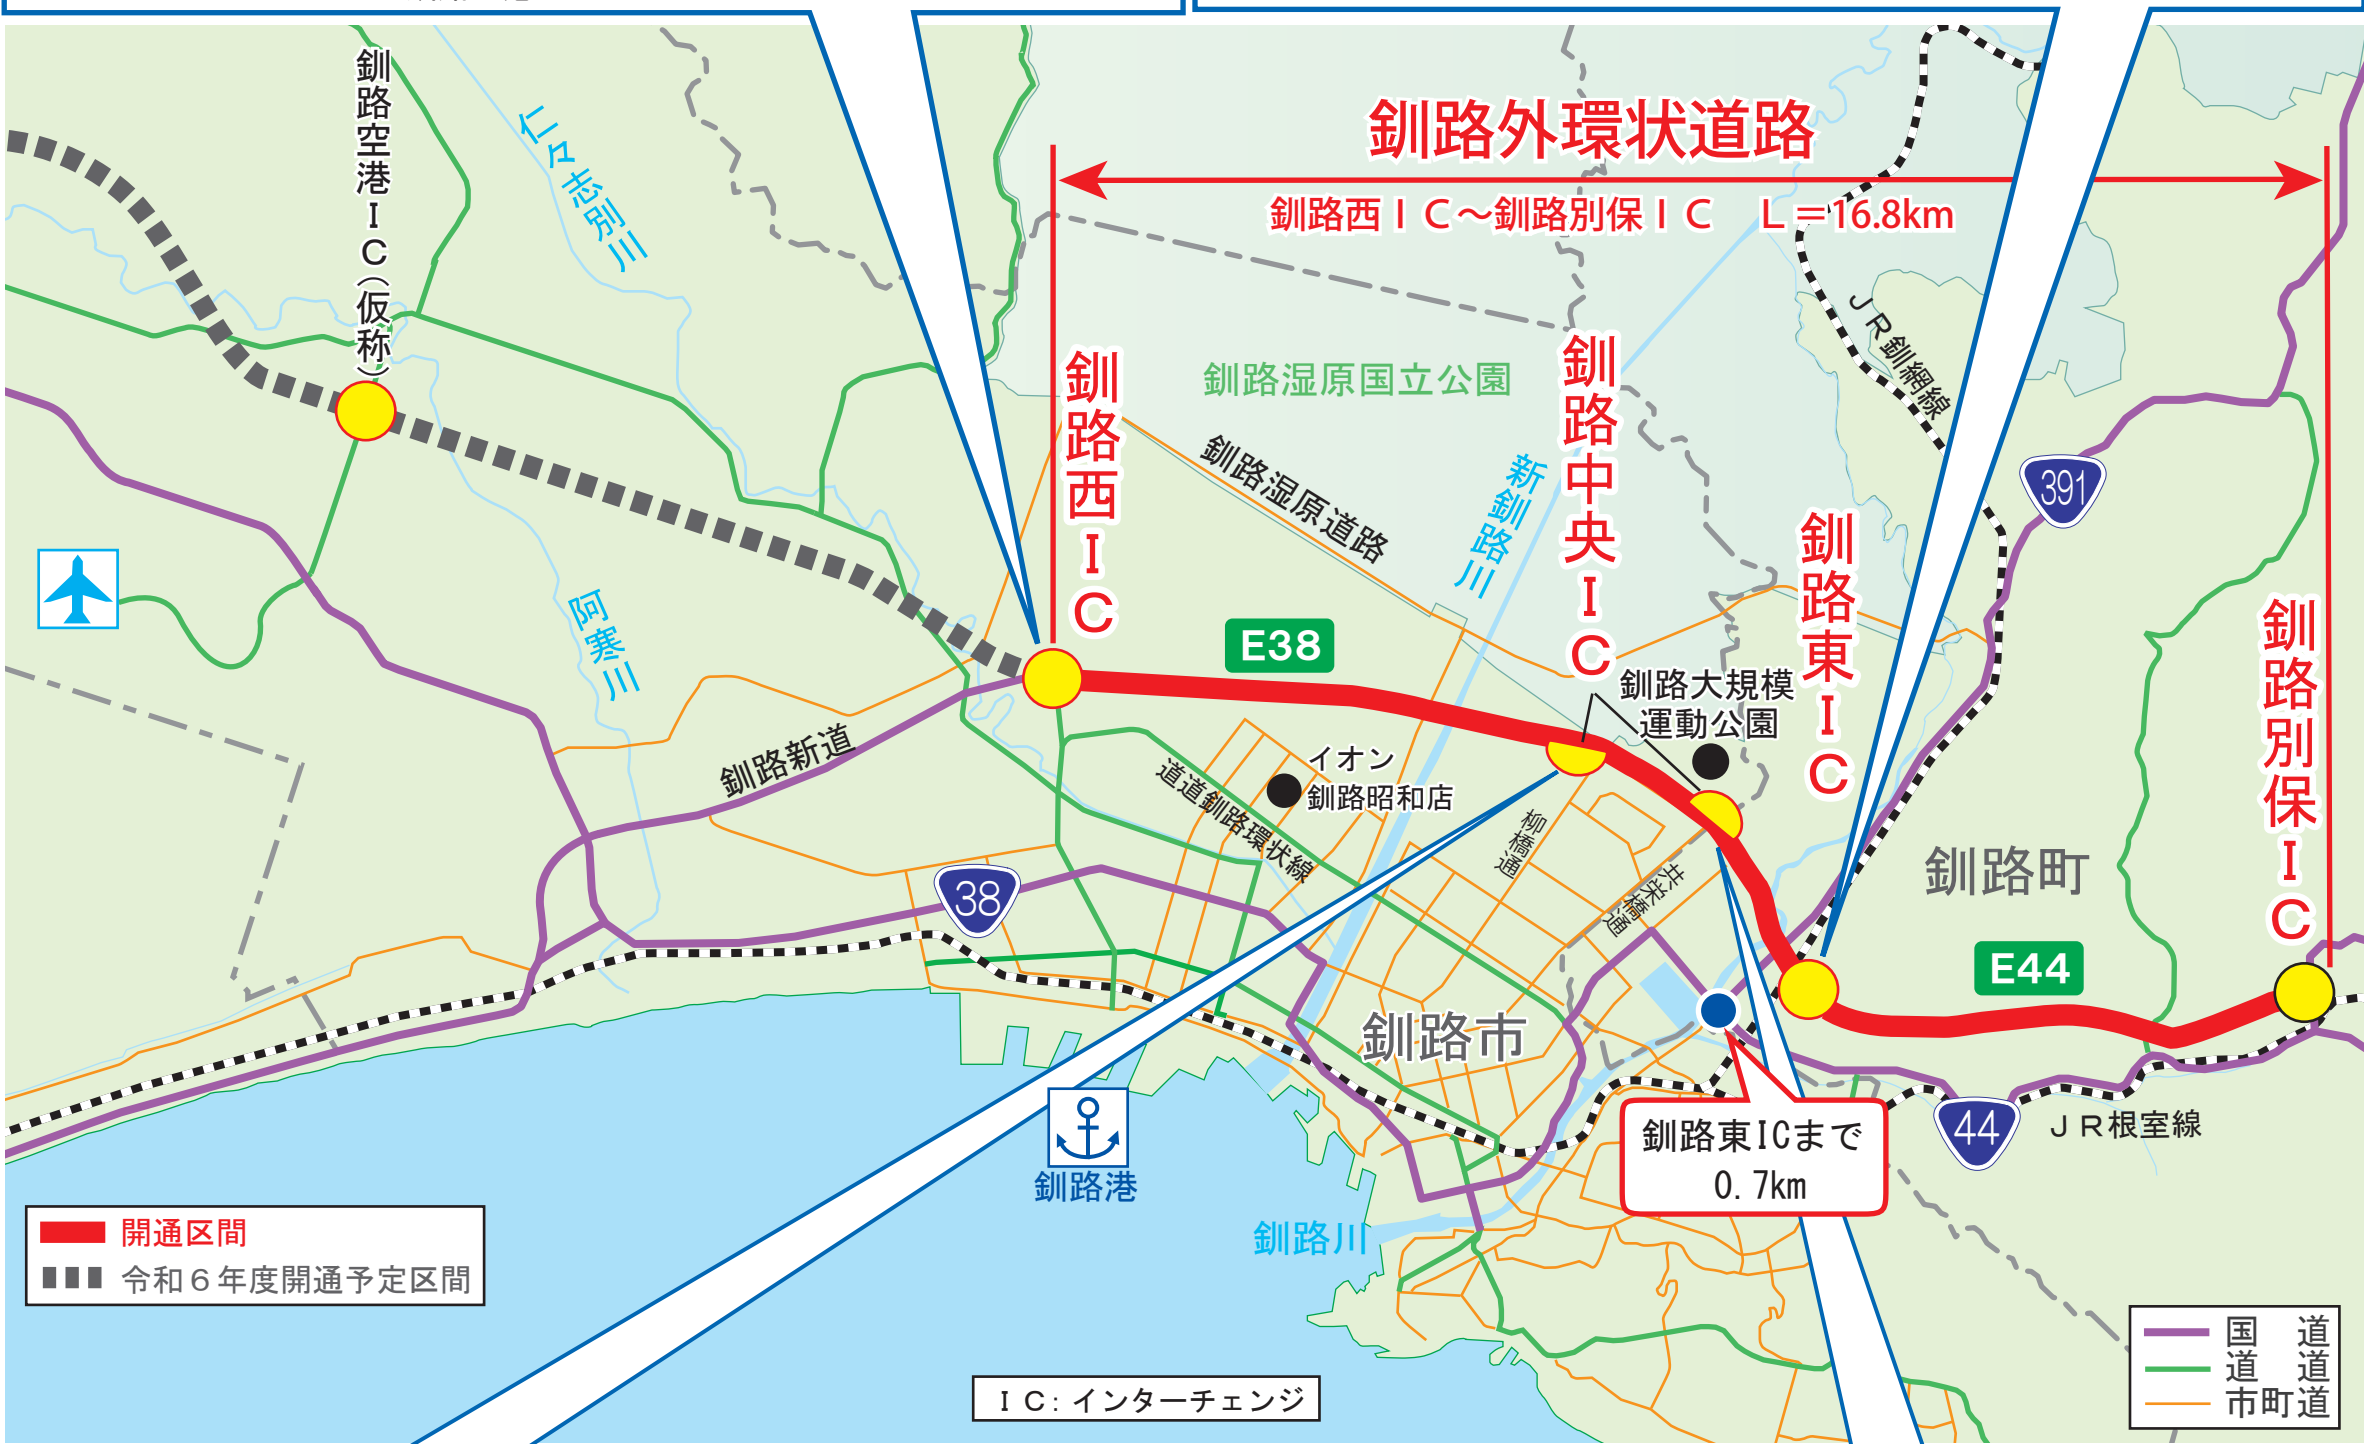 釧路外環状道路
釧路西ＩＣ～釧路別保ＩＣ　Ｌ＝16.8km
釧路空港ＩＣ（仮称）
仁々志別川
釧路西ＩＣ
釧路湿原国立公園
釧路中央ＩＣ
ＪＲ釧網線
釧路湿原道路
新釧路川
391
釧路東ＩＣ
釧路別保ＩＣ
阿寒川
E38
釧路大規模
運動公園
釧路新道
イオン
釧路昭和店
道道釧路環状線
柳橋通
共栄橋通
釧路町
38
E44
釧路市
釧路東ICまで
0.7km
44
ＪＲ根室線
釧路港
釧路川
開通区間
令和６年度開通予定区間
ＩＣ：インターチェンジ
国　道
道　道
市町道